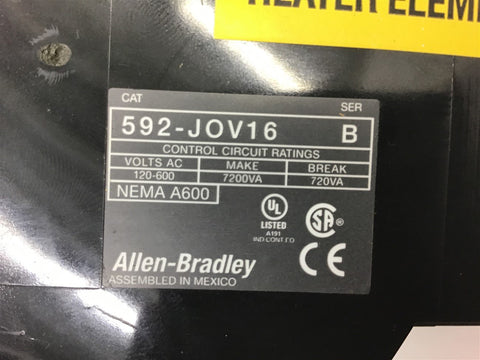 HEATER ELEME
CAT SER
592-JOV16 B
CONTROL CIRCUIT RATINGS
VOLTS AC MAKE BREAK
120-600 7200VA 720VA
NEMA A600
UL
LISTED
A191
IND.CONT.EQ
SA
Allen-Bradley
CE
ASSEMBLED IN MEXICO